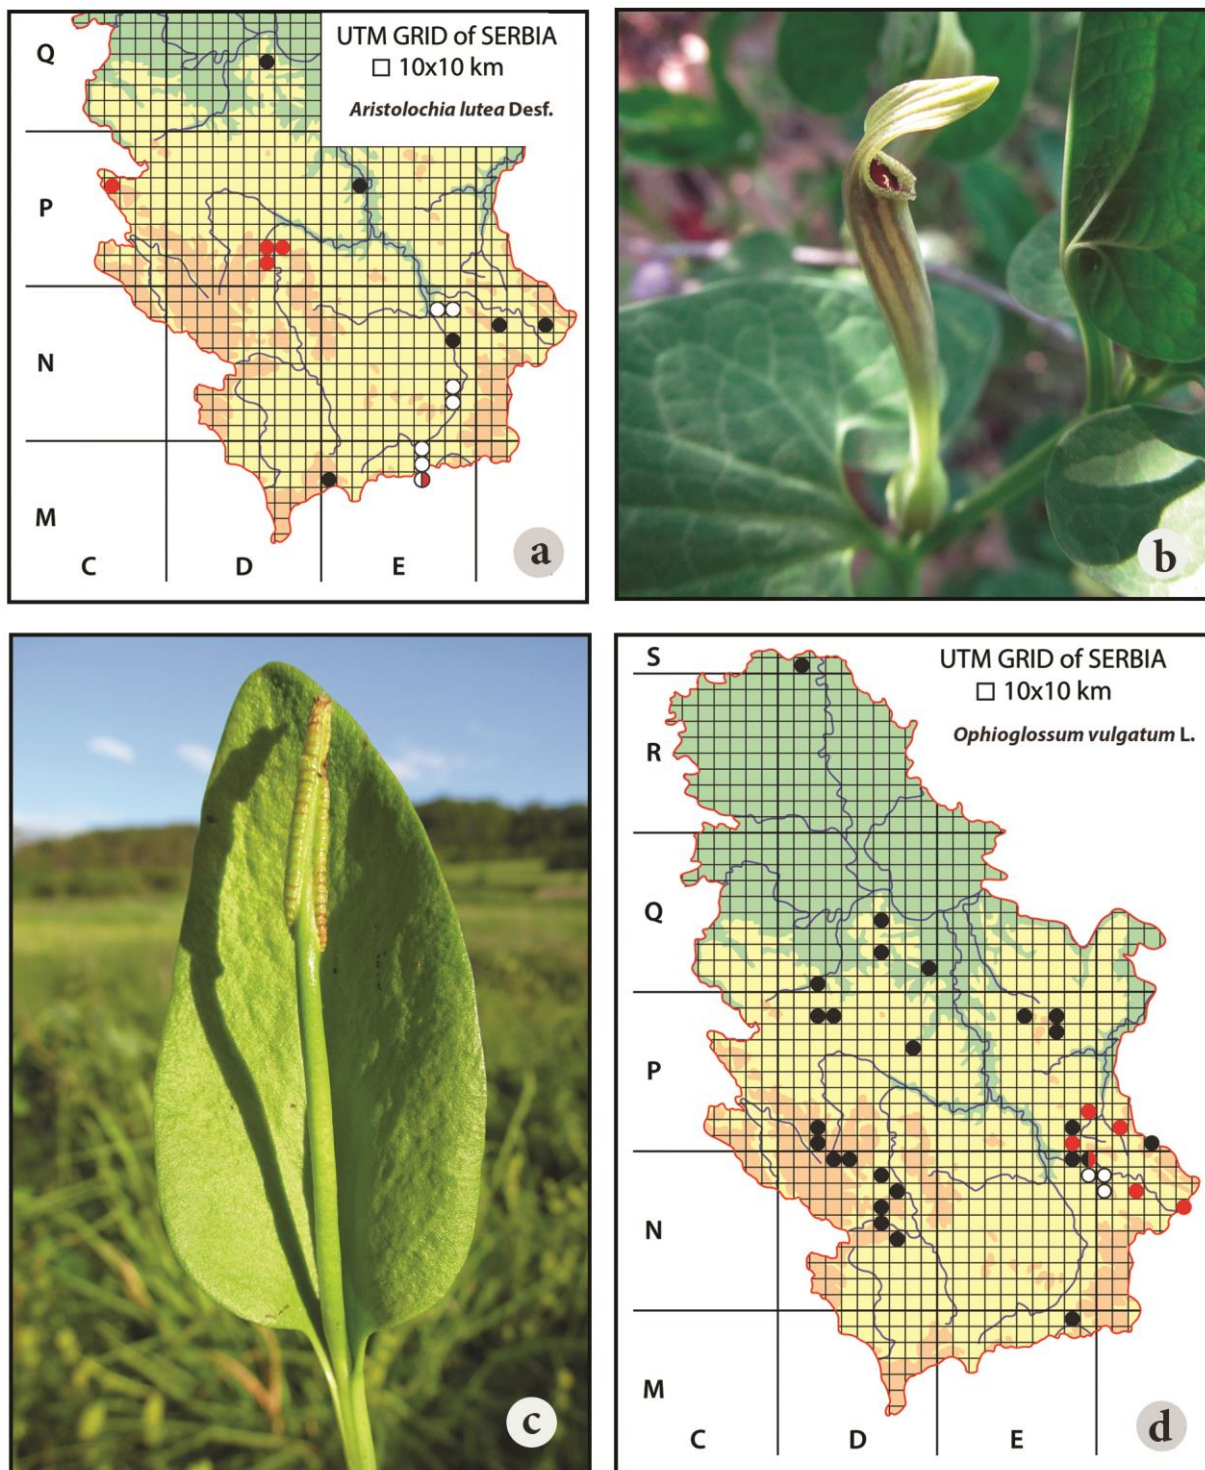 UTM GRID of SERBIA
10x10 km
Aristolochia lutea Desf.
Q
P
N
M
C D E
a
b
c
S
R
Q
P
N
M
UTM GRID of SERBIA
10x10 km
Ophioglossum vulgatum L.
C D E
d